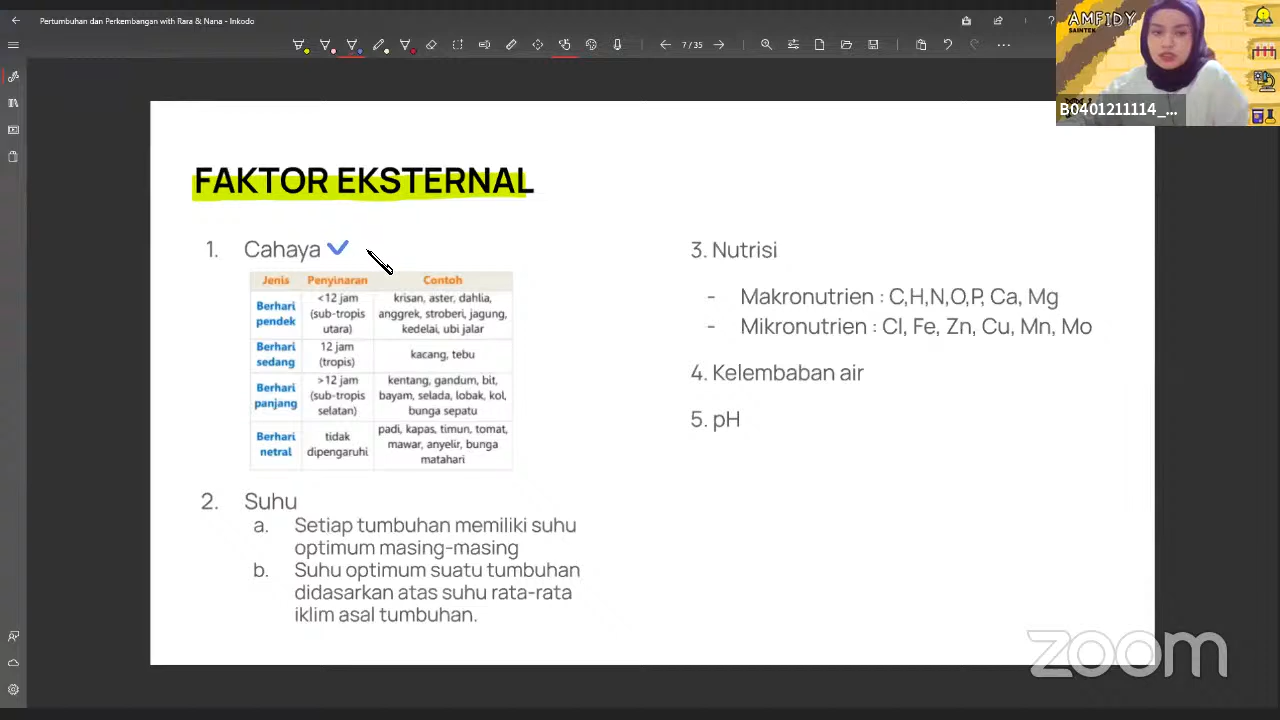 Pertumbuhan dan Perkembangan with Rara & Nana - Inkodo
7 / 35
?
AMFIDY
SAINTEK
B0401211114_...
FAKTOR EKSTERNAL
1. Cahaya
Jenis Penyinaran Contoh
Berhari pendek
<12 jam (sub-tropis utara)
krisan, aster, dahlia, anggrek, stroberi, jagung, kedelai, ubi jalar
Berhari sedang
12 jam (tropis)
kacang, tebu
Berhari panjang
>12 jam (sub-tropis selatan)
kentang, gandum, bit, bayam, selada, lobak, kol, bunga sepatu
Berhari netral
tidak dipengaruhi
padi, kapas, timun, tomat, mawar, anyelir, bunga matahari
2. Suhu
a. Setiap tumbuhan memiliki suhu
optimum masing-masing
b. Suhu optimum suatu tumbuhan
didasarkan atas suhu rata-rata
iklim asal tumbuhan.
3. Nutrisi
- Makronutrien : C,H,N,O,P, Ca, Mg
- Mikronutrien : Cl, Fe, Zn, Cu, Mn, Mo
4. Kelembaban air
5. pH
zoom